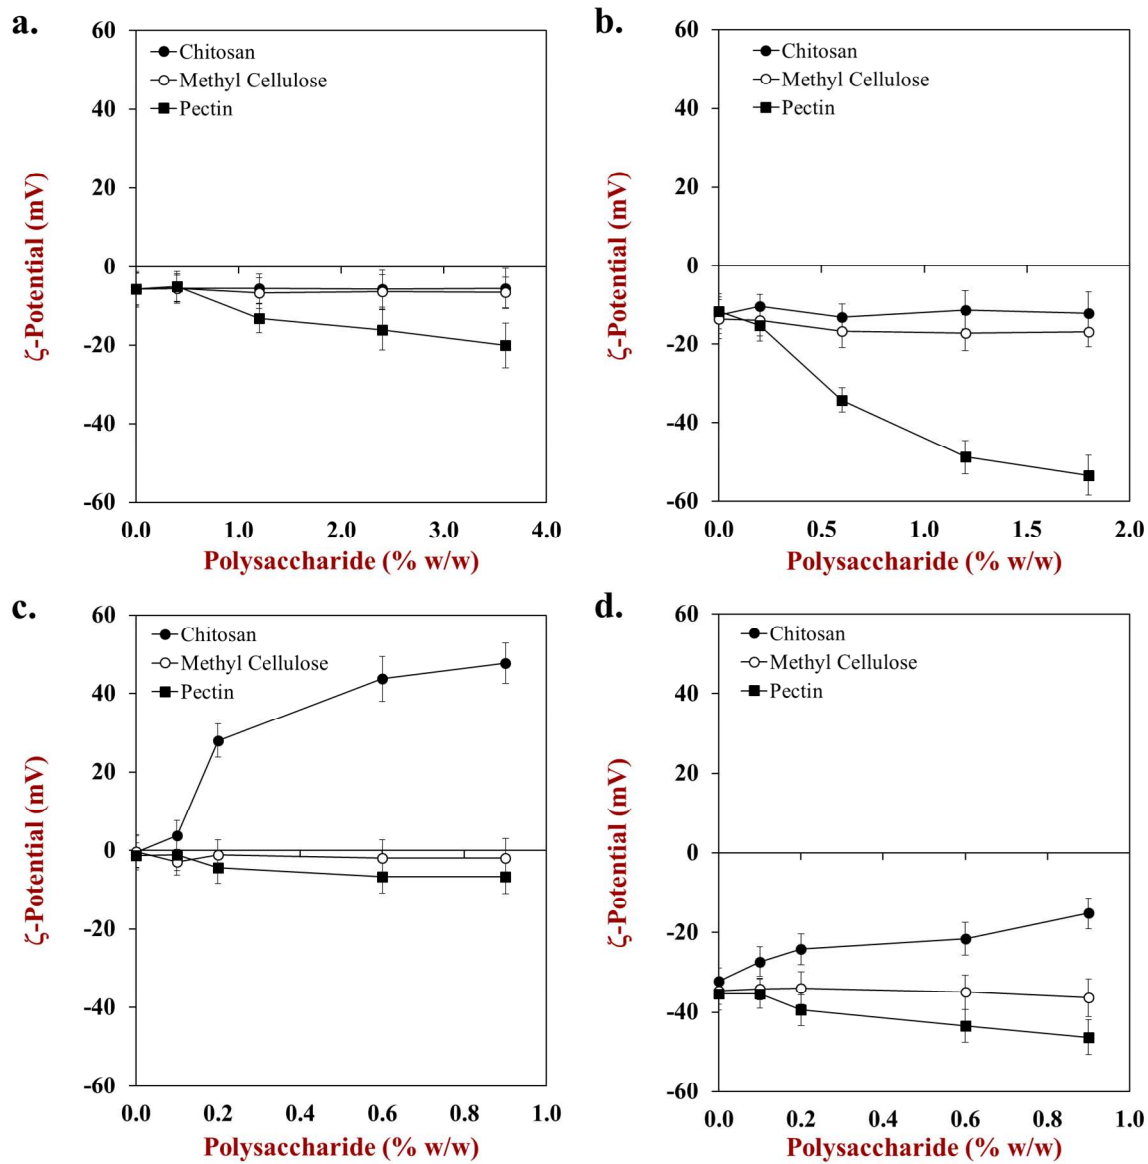 a.
60
40
20
0
-20
-40
-60
ζ-Potential (mV)
Chitosan
Methyl Cellulose
Pectin
0.0 1.0 2.0 3.0 4.0
Polysaccharide (% w/w)
b.
60
40
20
0
-20
-40
-60
ζ-Potential (mV)
Chitosan
Methyl Cellulose
Pectin
0.0 0.5 1.0 1.5 2.0
Polysaccharide (% w/w)
c.
60
40
20
0
-20
-40
-60
ζ-Potential (mV)
Chitosan
Methyl Cellulose
Pectin
0.0 0.2 0.4 0.6 0.8 1.0
Polysaccharide (% w/w)
d.
60
40
20
0
-20
-40
-60
ζ-Potential (mV)
Chitosan
Methyl Cellulose
Pectin
0.0 0.2 0.4 0.6 0.8 1.0
Polysaccharide (% w/w)